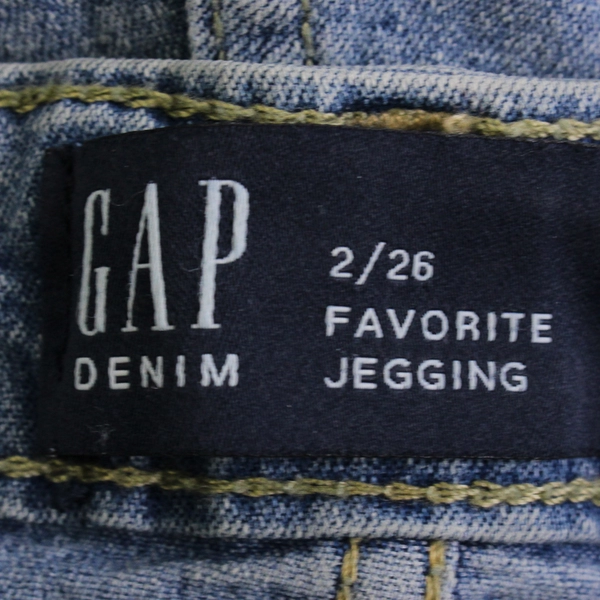 GAP
DENIM
2/26
FAVORITE
JEGGING